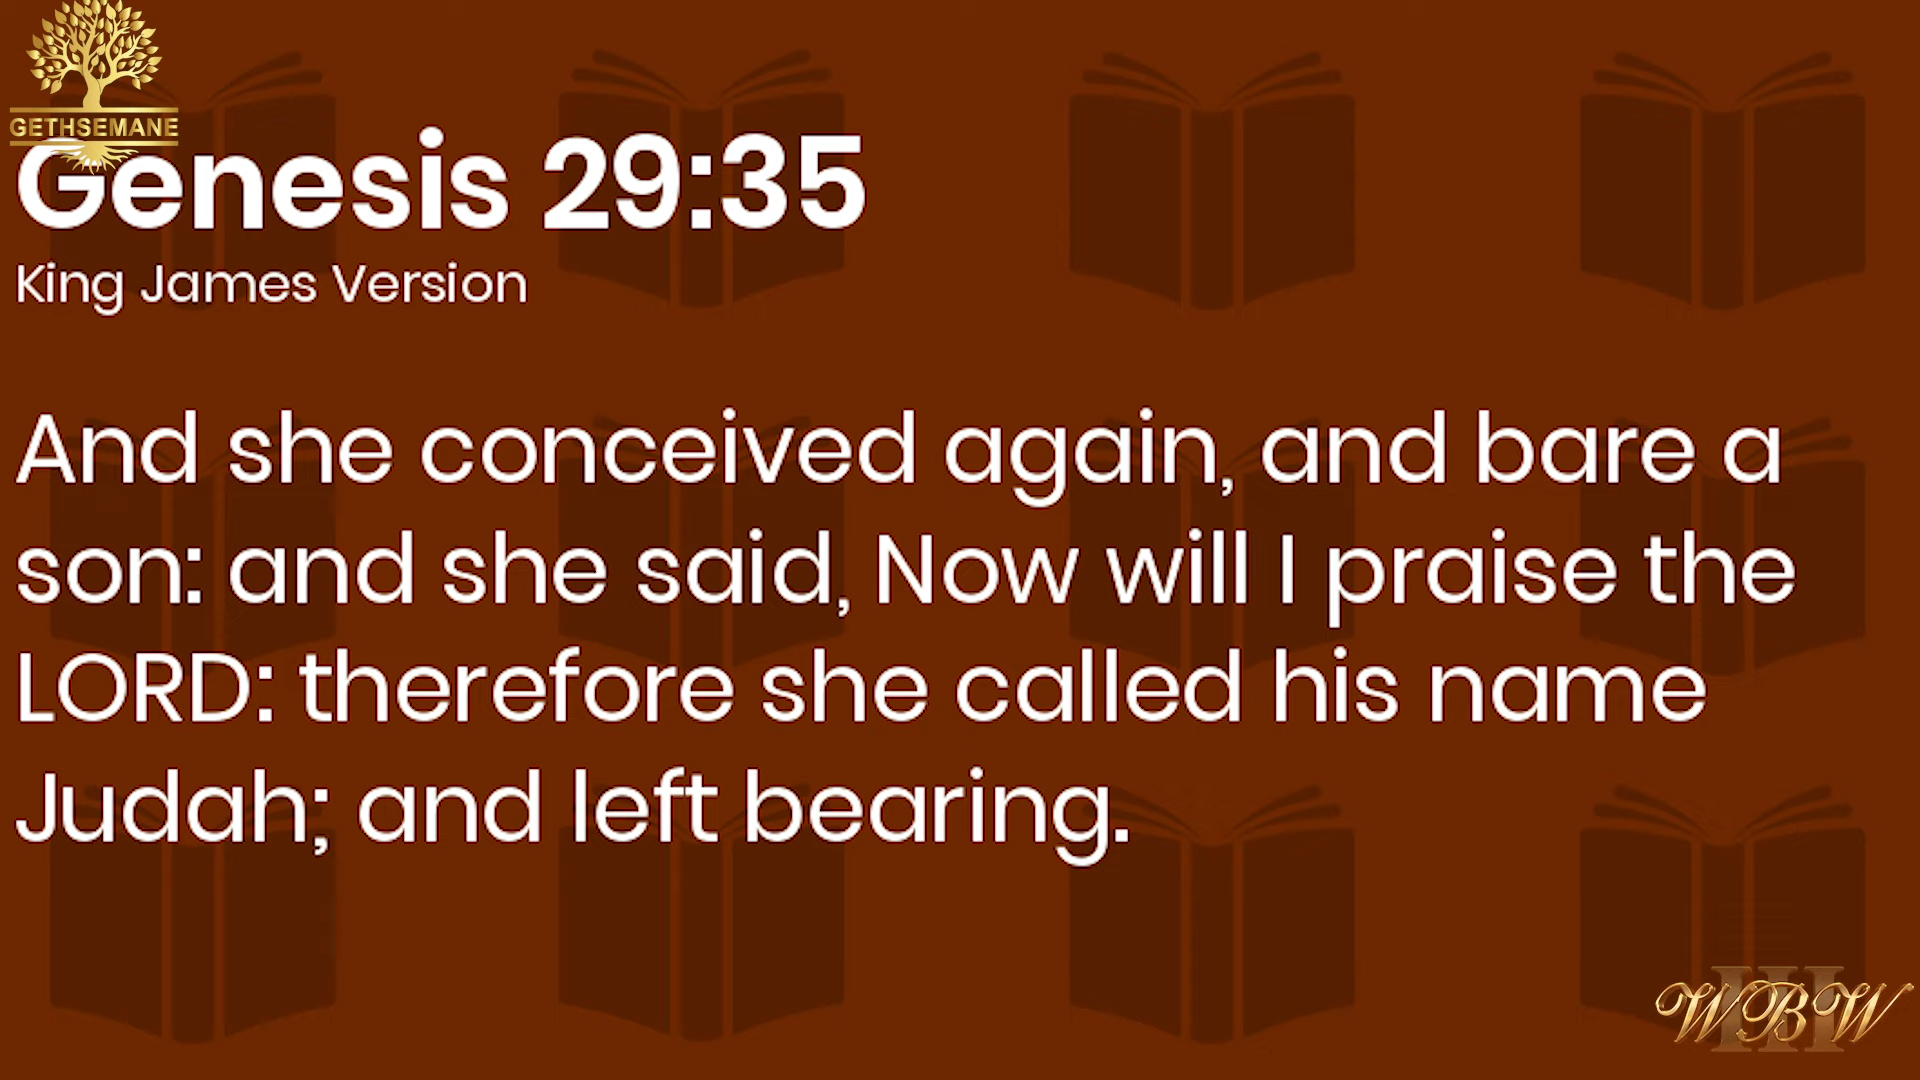 GETHSEMANE
Genesis 29:35
King James Version
And she conceived again, and bare a
son: and she said, Now will I praise the
LORD: therefore she called his name
Judah; and left bearing.
III
WBW